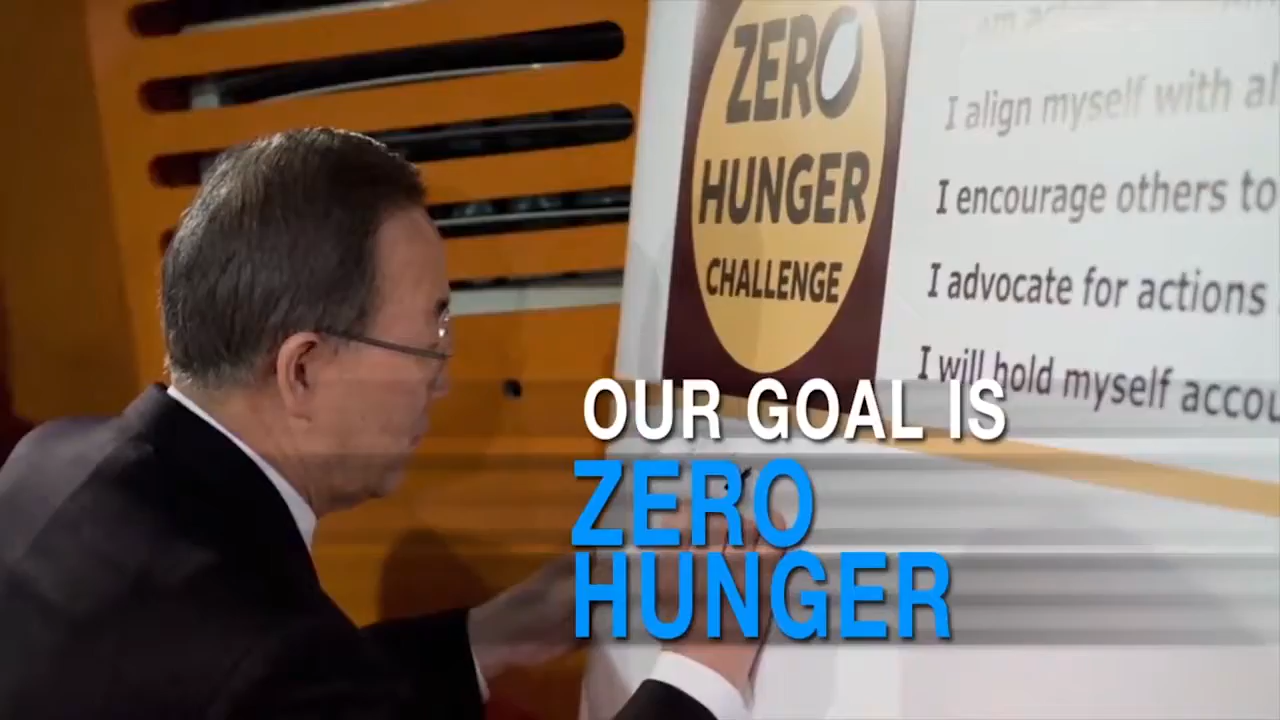 ZERO
HUNGER
CHALLENGE
I align myself with al
I encourage others to
I advocate for actions
I will hold myself accou
OUR GOAL IS
ZERO
HUNGER